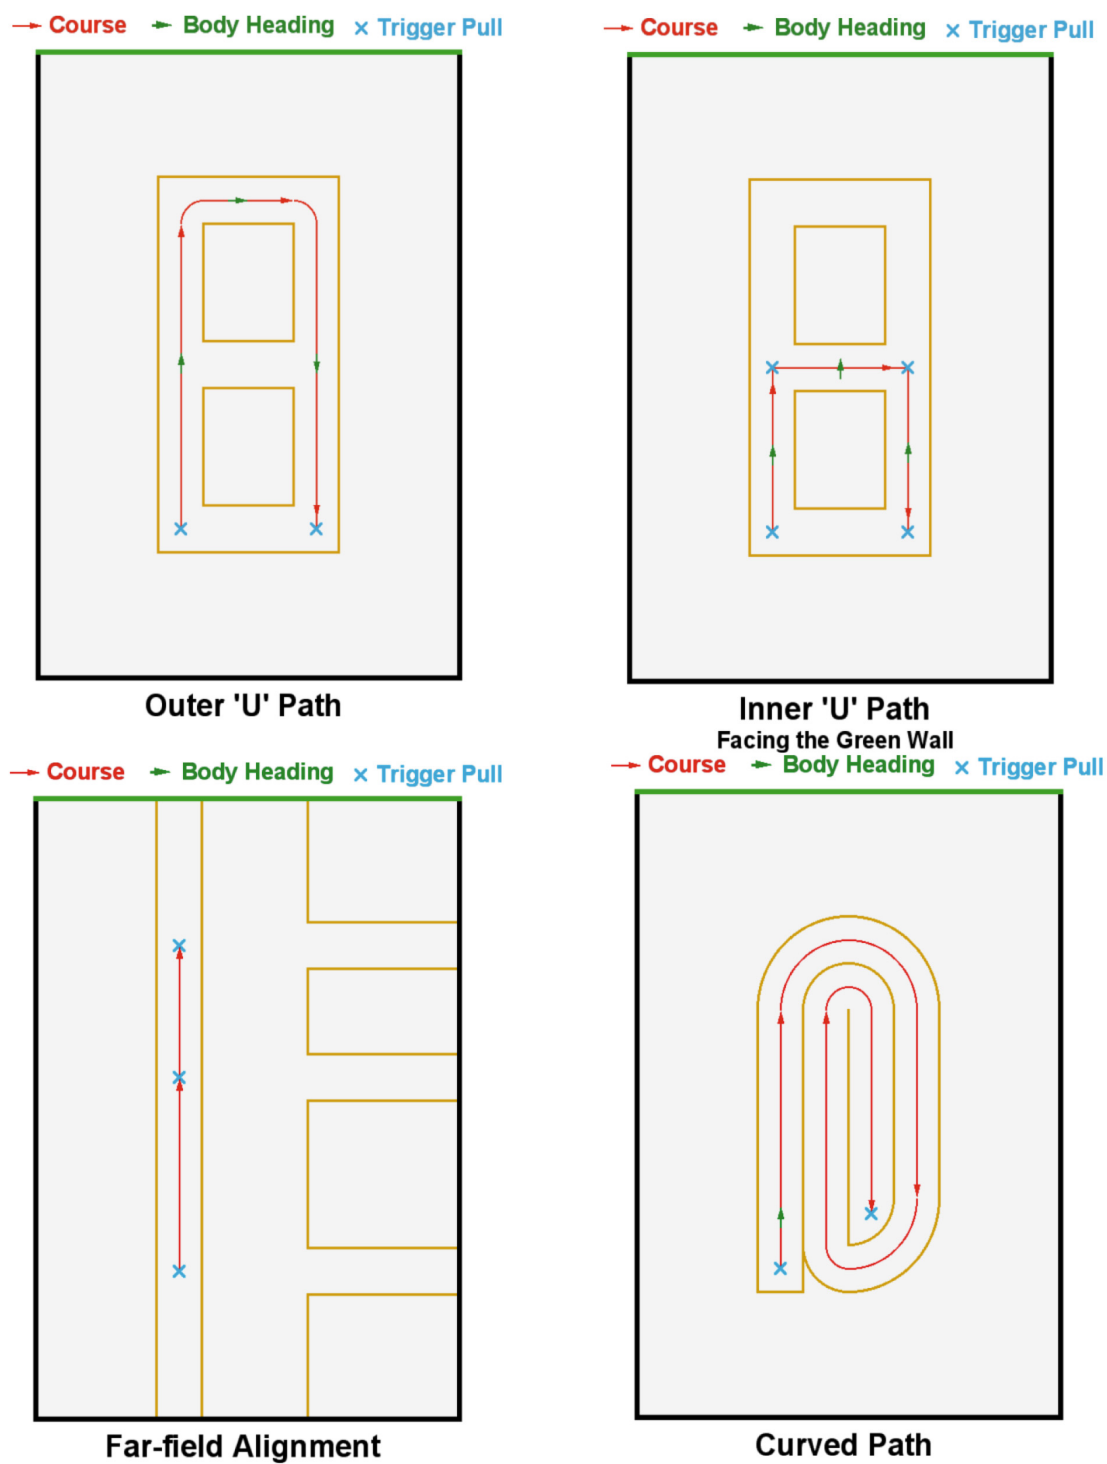 Course Body Heading Trigger Pull
Course Body Heading Trigger Pull
Outer 'U' Path
Inner 'U' Path
Facing the Green Wall
Course Body Heading Trigger Pull
Course Body Heading Trigger Pull
Far-field Alignment
Curved Path